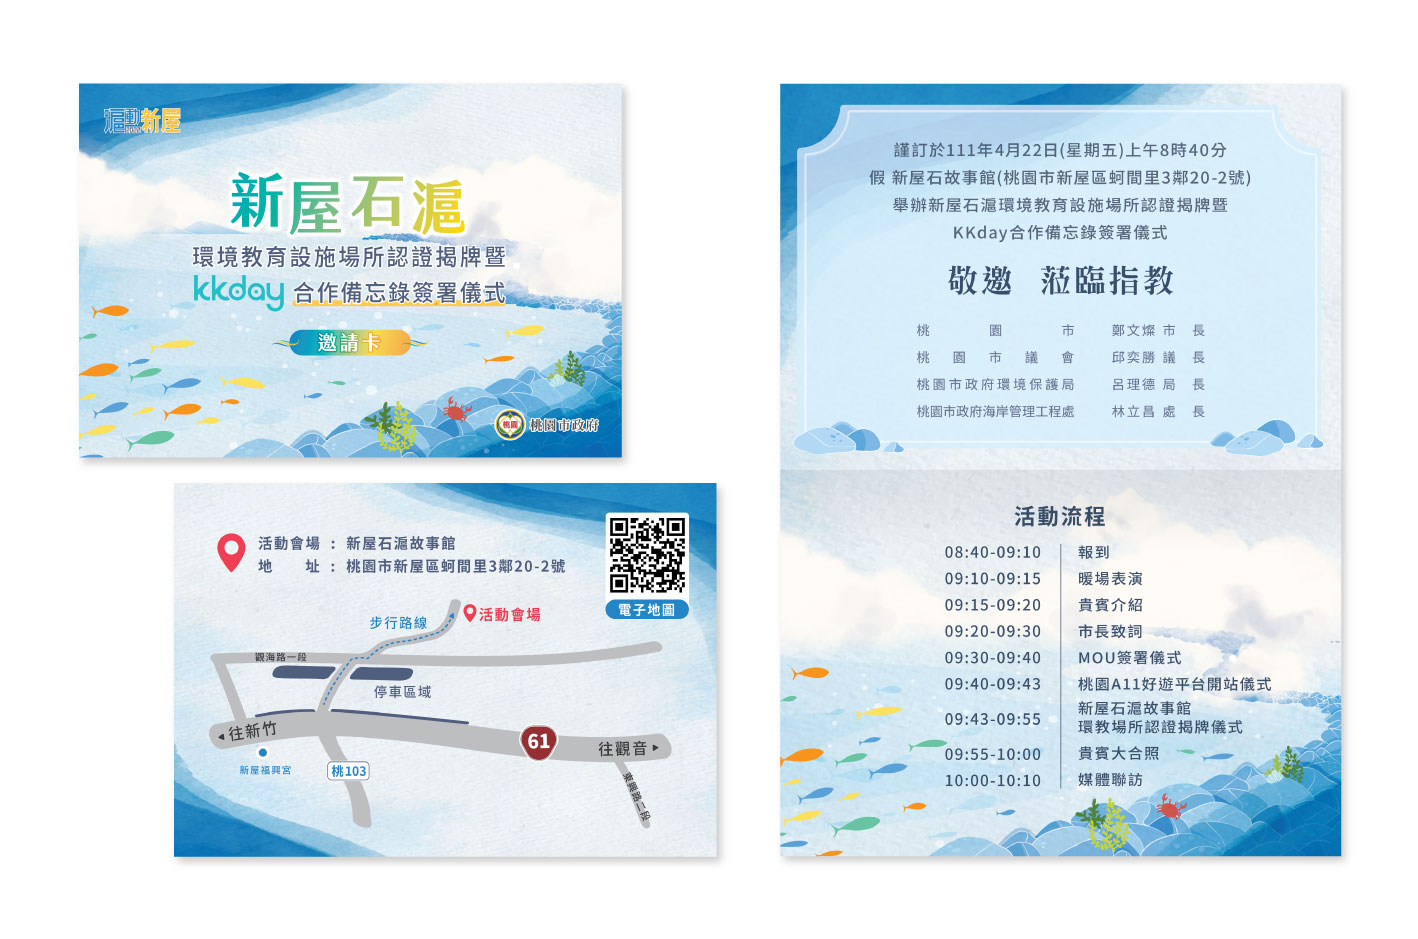 滬動新屋
2022
新屋石滬
環境教育設施場所認證揭牌暨
kkday 合作備忘錄簽署儀式
邀請卡
桃園 桃園市政府
活動會場 : 新屋石滬故事館
地 址 : 桃園市新屋區蚵間里3鄰20-2號
電子地圖
活動會場
步行路線
觀海路一段
停車區域
往新竹
61
往觀音
新屋福興宮
桃103
東興路二段
謹訂於111年4月22日(星期五)上午8時40分
假 新屋石故事館(桃園市新屋區蚵間里3鄰20-2號)
舉辦新屋石滬環境教育設施場所認證揭牌暨
KKday合作備忘錄簽署儀式
敬邀 蒞臨指教
桃園市 鄭文燦 市長
桃園市議會 邱奕勝 議長
桃園市政府環境保護局 呂理德 局長
桃園市政府海岸管理工程處 林立昌 處長
活動流程
08:40-09:10 報到
09:10-09:15 暖場表演
09:15-09:20 貴賓介紹
09:20-09:30 市長致詞
09:30-09:40 MOU簽署儀式
09:40-09:43 桃園A11好遊平台開站儀式
09:43-09:55 新屋石滬故事館
環教場所認證揭牌儀式
09:55-10:00 貴賓大合照
10:00-10:10 媒體聯訪